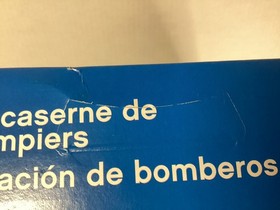 caserne de
mpiers
ación de bomberos